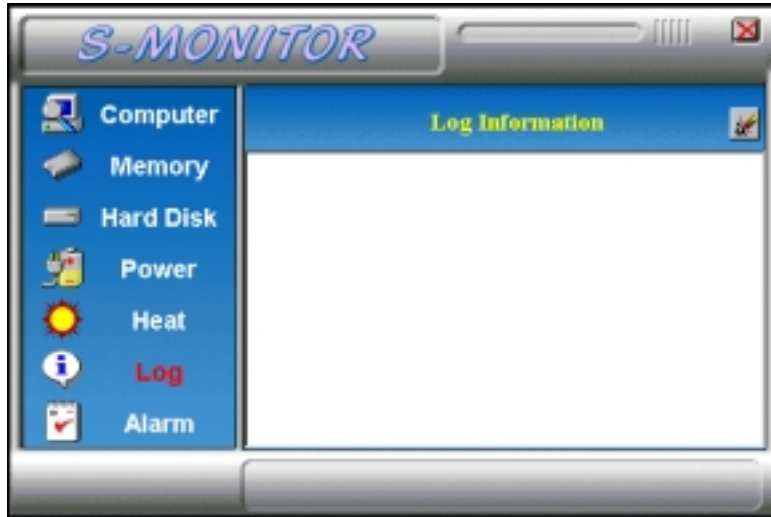 S-MONITOR
Computer
Memory
Hard Disk
Power
Heat
Log
Alarm
Log Information